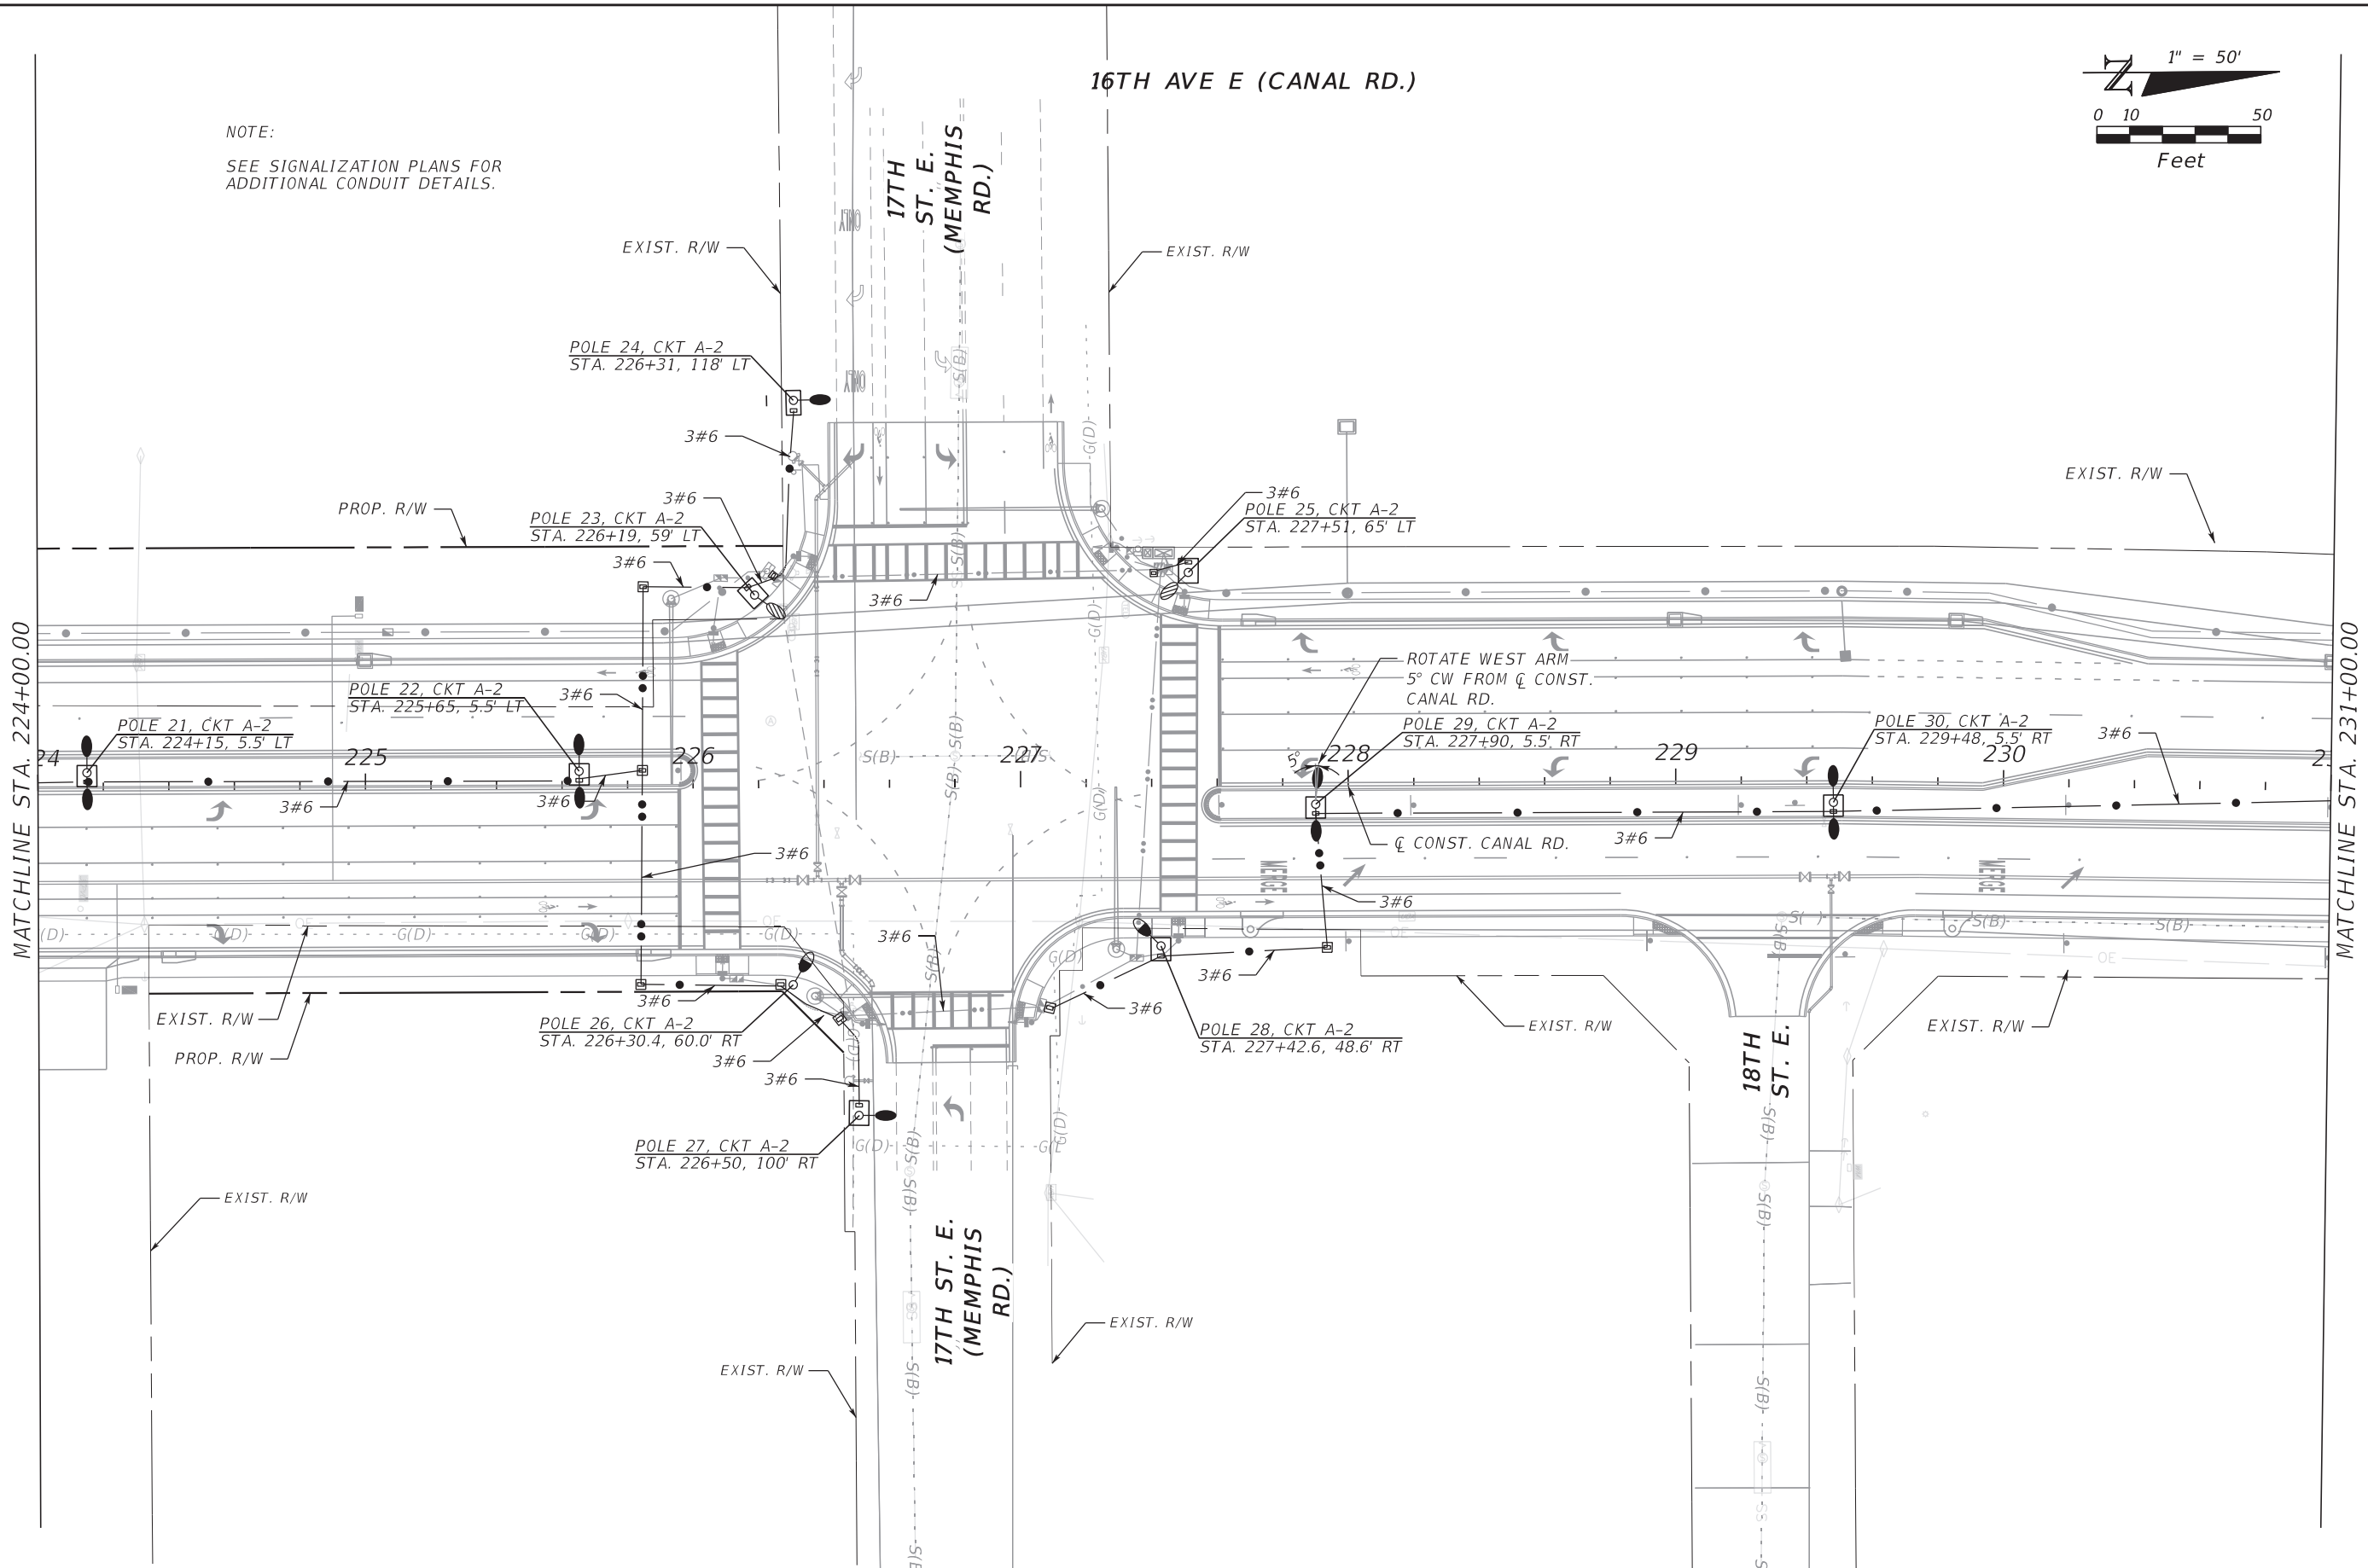 16TH AVE E (CANAL RD.)
1" = 50'
N
0 10 50
Feet
NOTE:
SEE SIGNALIZATION PLANS FOR
ADDITIONAL CONDUIT DETAILS.
17TH
ST. E.
(MEMPHIS
RD.)
ONLY
ONLY
EXIST. R/W
EXIST. R/W
POLE 24, CKT A-2
STA. 226+31, 118' LT
S(B)
3#6
G(D)
EXIST. R/W
PROP. R/W
3#6
POLE 23, CKT A-2
STA. 226+19, 59' LT
3#6
3#6
POLE 25, CKT A-2
STA. 227+51, 65' LT
S(B)
3#6
G(D)
MATCHLINE STA. 224+00.00
MATCHLINE STA. 231+00.00
ROTATE WEST ARM
5° CW FROM ℄ CONST.
CANAL RD.
POLE 22, CKT A-2
STA. 225+65, 5.5' LT
3#6
POLE 21, CKT A-2
STA. 224+15, 5.5' LT
POLE 29, CKT A-2
STA. 227+90, 5.5' RT
POLE 30, CKT A-2
STA. 229+48, 5.5' RT
3#6
24
225
226
S(B)
S(B)
227
5°
228
229
230
3#6
3#6
S(B)
G(D)
3#6
℄ CONST. CANAL RD.
3#6
MERGE
MERGE
3#6
OE
OE
OE
(D)
G(D)
G(D)
G(D)
G(D)
3#6
S(B)
G(D)
S( )
S(B)
S(B)
S(B)
3#6
3#6
3#6
EXIST. R/W
POLE 26, CKT A-2
STA. 226+30.4, 60.0' RT
3#6
POLE 28, CKT A-2
STA. 227+42.6, 48.6' RT
EXIST. R/W
EXIST. R/W
PROP. R/W
3#6
G(D)
18TH
ST. E.
POLE 27, CKT A-2
STA. 226+50, 100' RT
G(D)
S(B)
G(D)
S(B)
EXIST. R/W
S(B)
S(B)
17TH ST. E.
(MEMPHIS
RD.)
EXIST. R/W
EXIST. R/W
S(B)
S(B)
SS
S(B